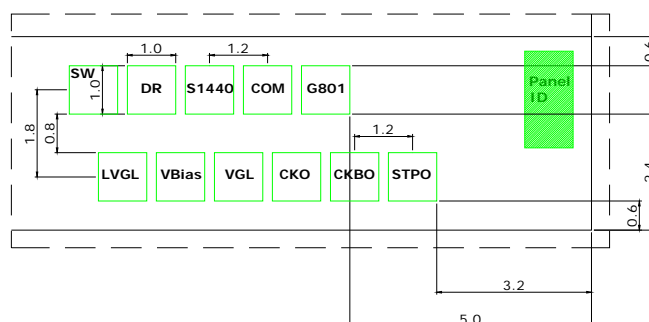 1.0
1.2
0.6
SW
DR
S1440
COM
G801
Panel
ID
1.0
1.8
0.8
1.2
LVGL
VBias
VGL
CKO
CKBO
STPO
0.6
3.2